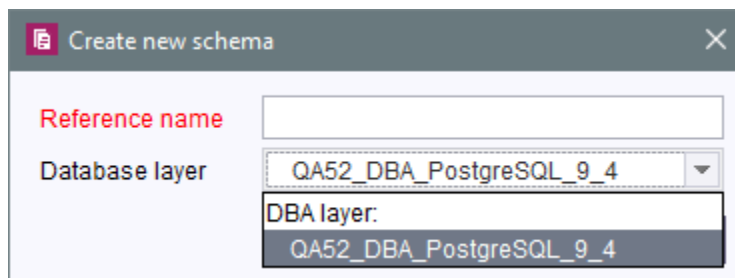 Create new schema
Reference name
Database layer QA52_DBA_PostgreSQL_9_4
DBA layer:
QA52_DBA_PostgreSQL_9_4